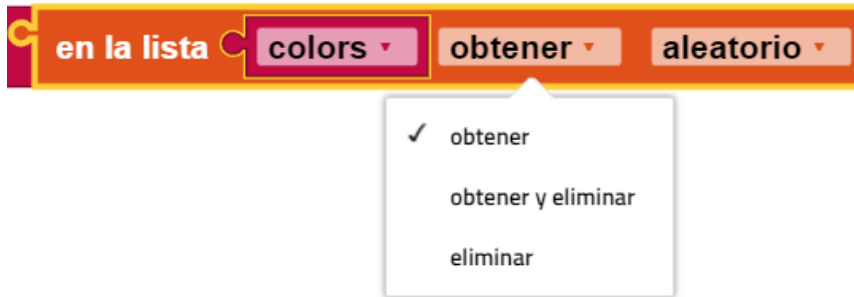 en la lista colors obtener aleatorio
✓ obtener
obtener y eliminar
eliminar